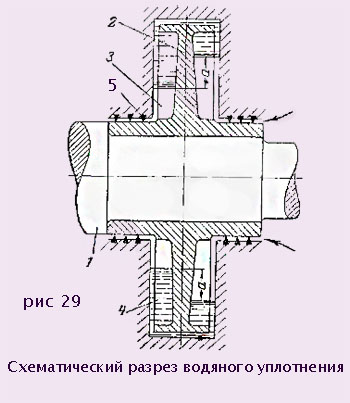 2
3
5
a
1
a
4
рис 29
Схематический разрез водяного уплотнения